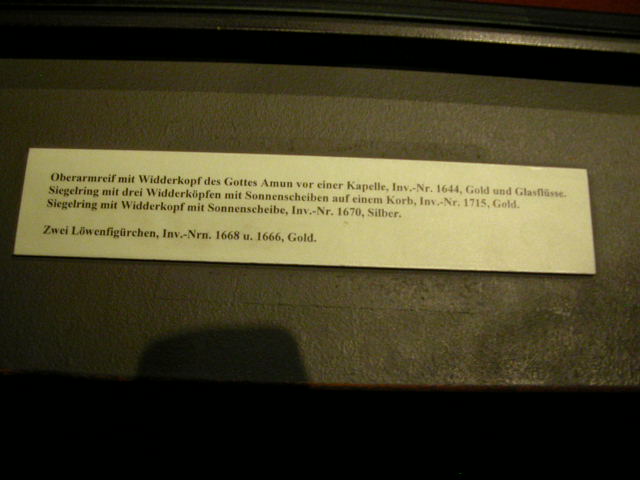 Oberarmreif mit Widderkopf des Gottes Amun vor einer Kapelle, Inv.-Nr. 1644, Gold und Glasflüsse.
Siegelring mit drei Widderköpfen mit Sonnenscheiben auf einem Korb, Inv.-Nr. 1715, Gold.
Siegelring mit Widderkopf mit Sonnenscheibe, Inv.-Nr. 1670, Silber.
Zwei Löwenfigürchen, Inv.-Nrn. 1668 u. 1666, Gold.